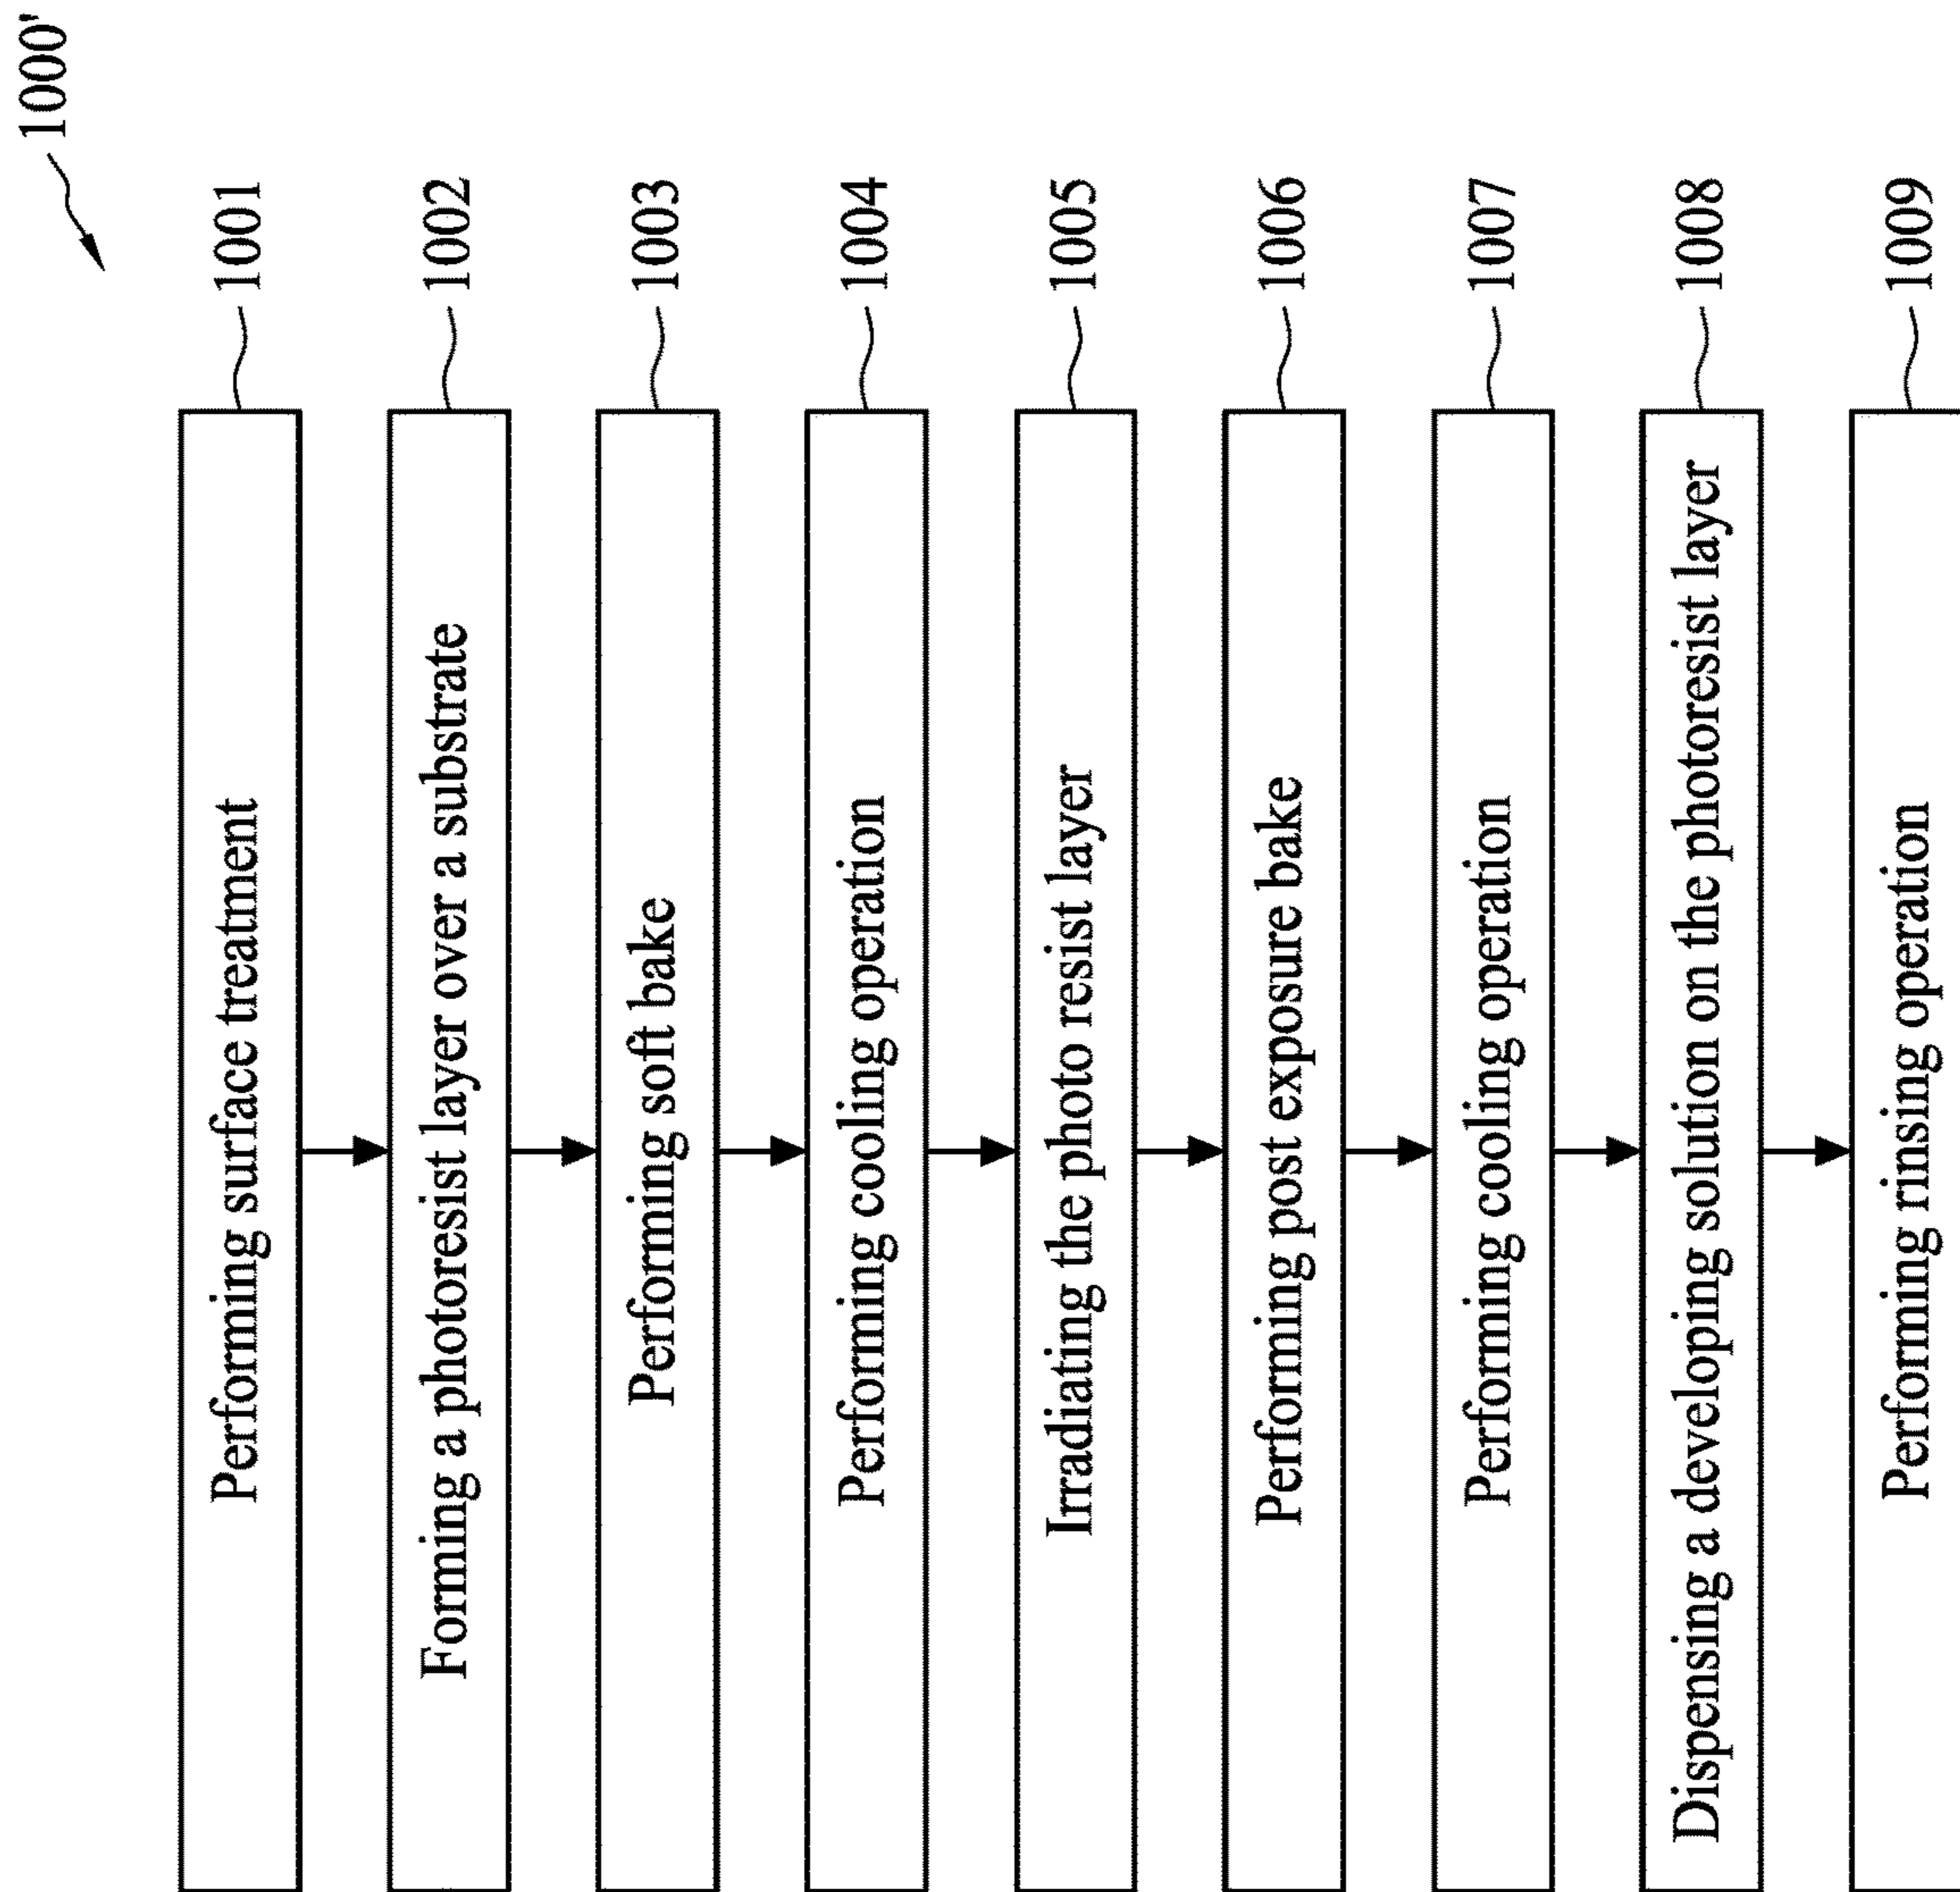 1000'
Performing surface treatment 1001
Forming a photoresist layer over a substrate 1002
Performing soft bake 1003
Performing cooling operation 1004
Irradiating the photo resist layer 1005
Performing post exposure bake 1006
Performing cooling operation 1007
Dispensing a developing solution on the photoresist layer 1008
Performing rinsing operation 1009